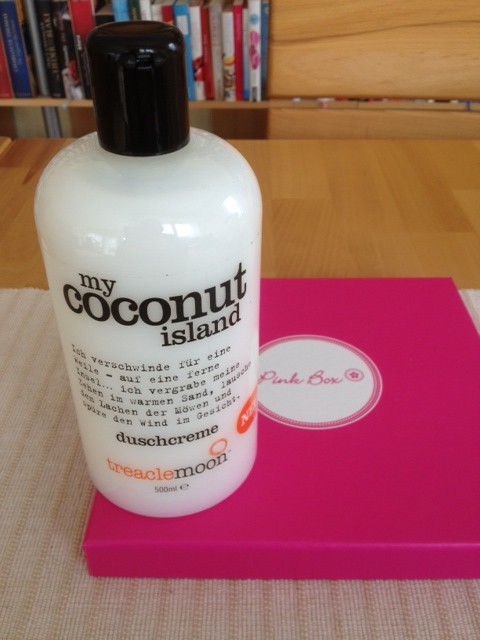 my
coconut
island
Ich verschwinde für eine
Weile - auf eine ferne
Insel... ich vergrabe meine
Zehen im warmen Sand, lausche
dem Lachen der Möwen und
spüre den Wind im Gesicht.
duschcreme
treaclemoon
500ml e
Pink Box